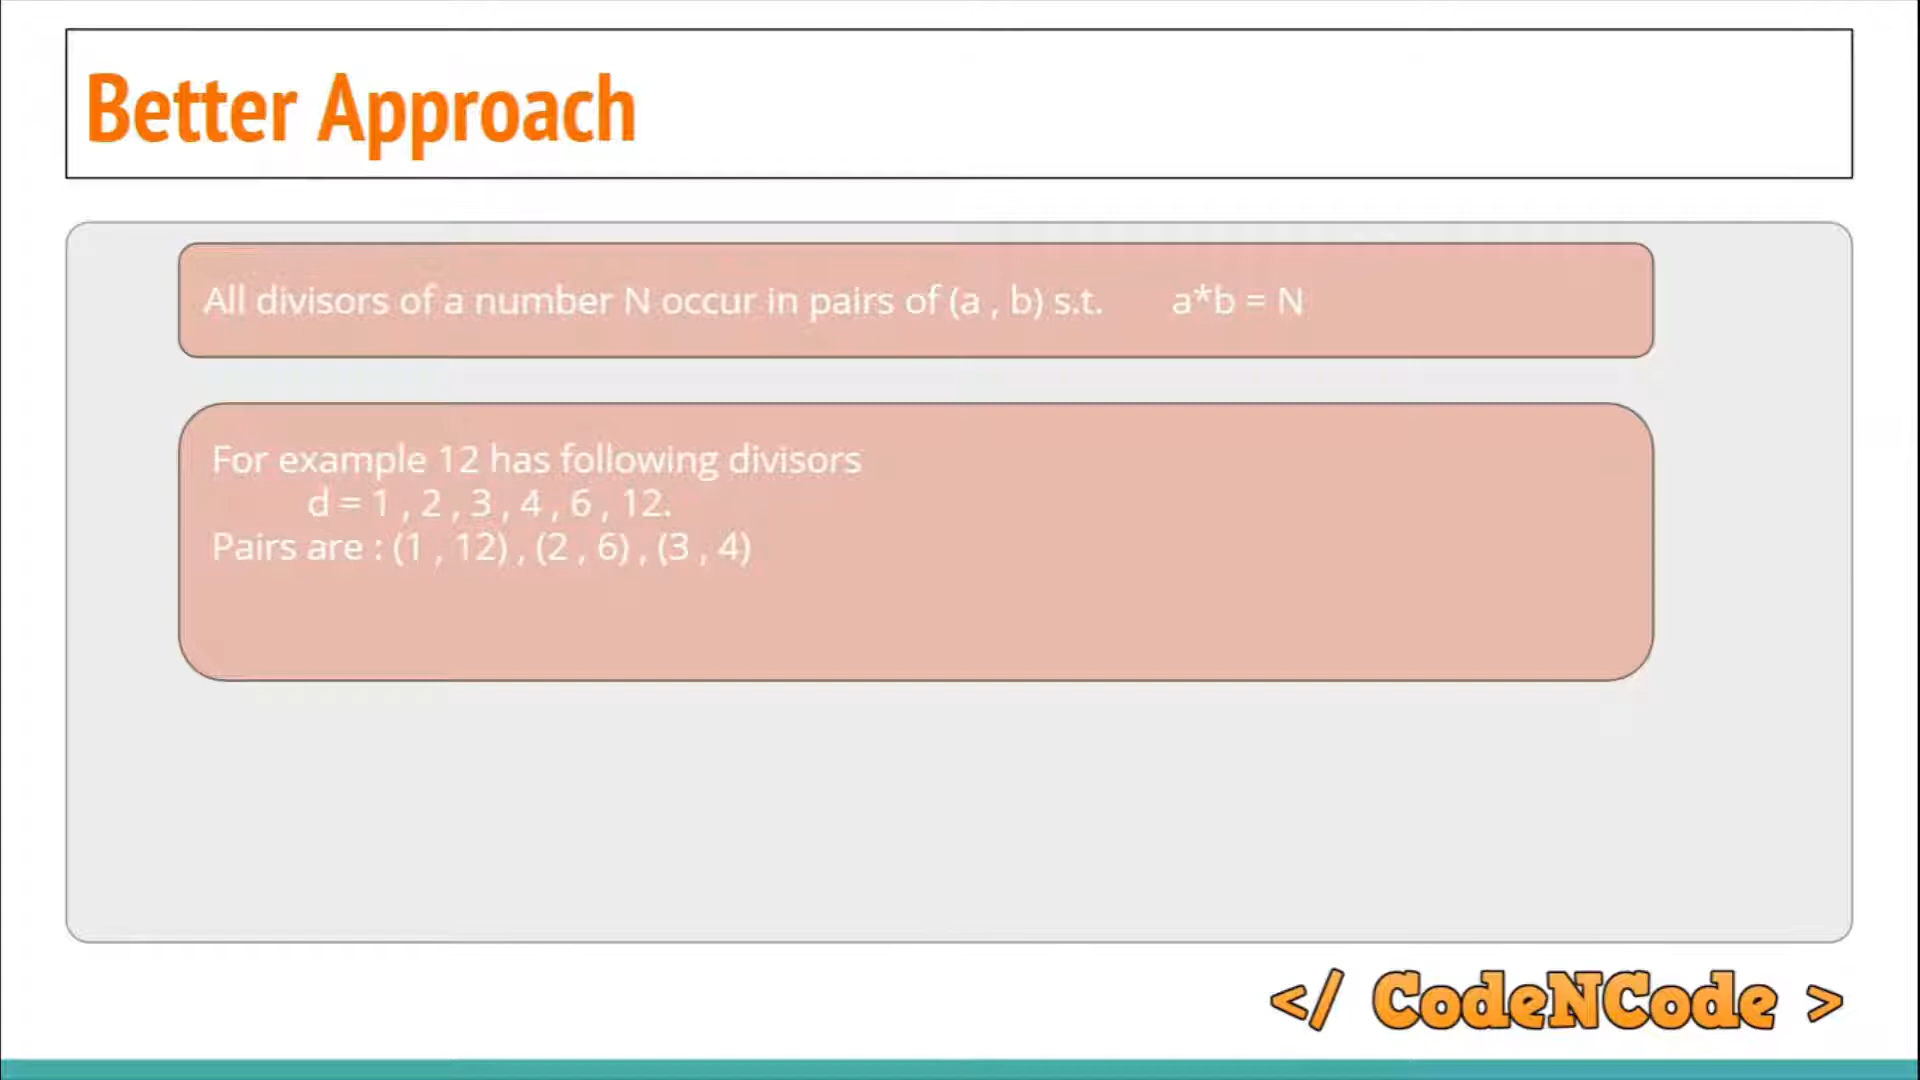 Better Approach
All divisors of a number N occur in pairs of (a , b) s.t. a*b = N
For example 12 has following divisors
d = 1 , 2 , 3 , 4 , 6 , 12.
Pairs are : (1 , 12) , (2 , 6) , (3 , 4)
</ CodeNCode >